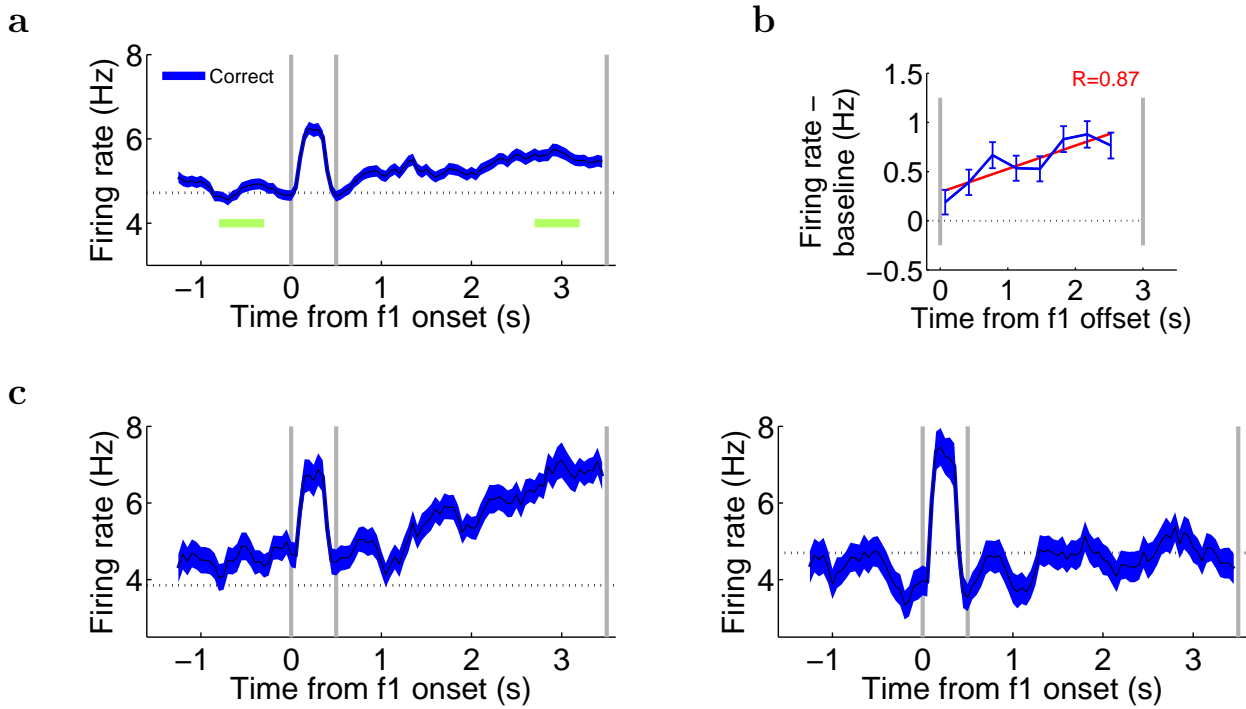 a
8
6
4
Firing rate (Hz)
Correct
−1 0 1 2 3
Time from f1 onset (s)
b
R=0.87
1.5
1
0.5
0
−0.5
Firing rate −
baseline (Hz)
0 1 2 3
Time from f1 offset (s)
c
8
6
4
Firing rate (Hz)
−1 0 1 2 3
Time from f1 onset (s)
8
6
4
Firing rate (Hz)
−1 0 1 2 3
Time from f1 onset (s)